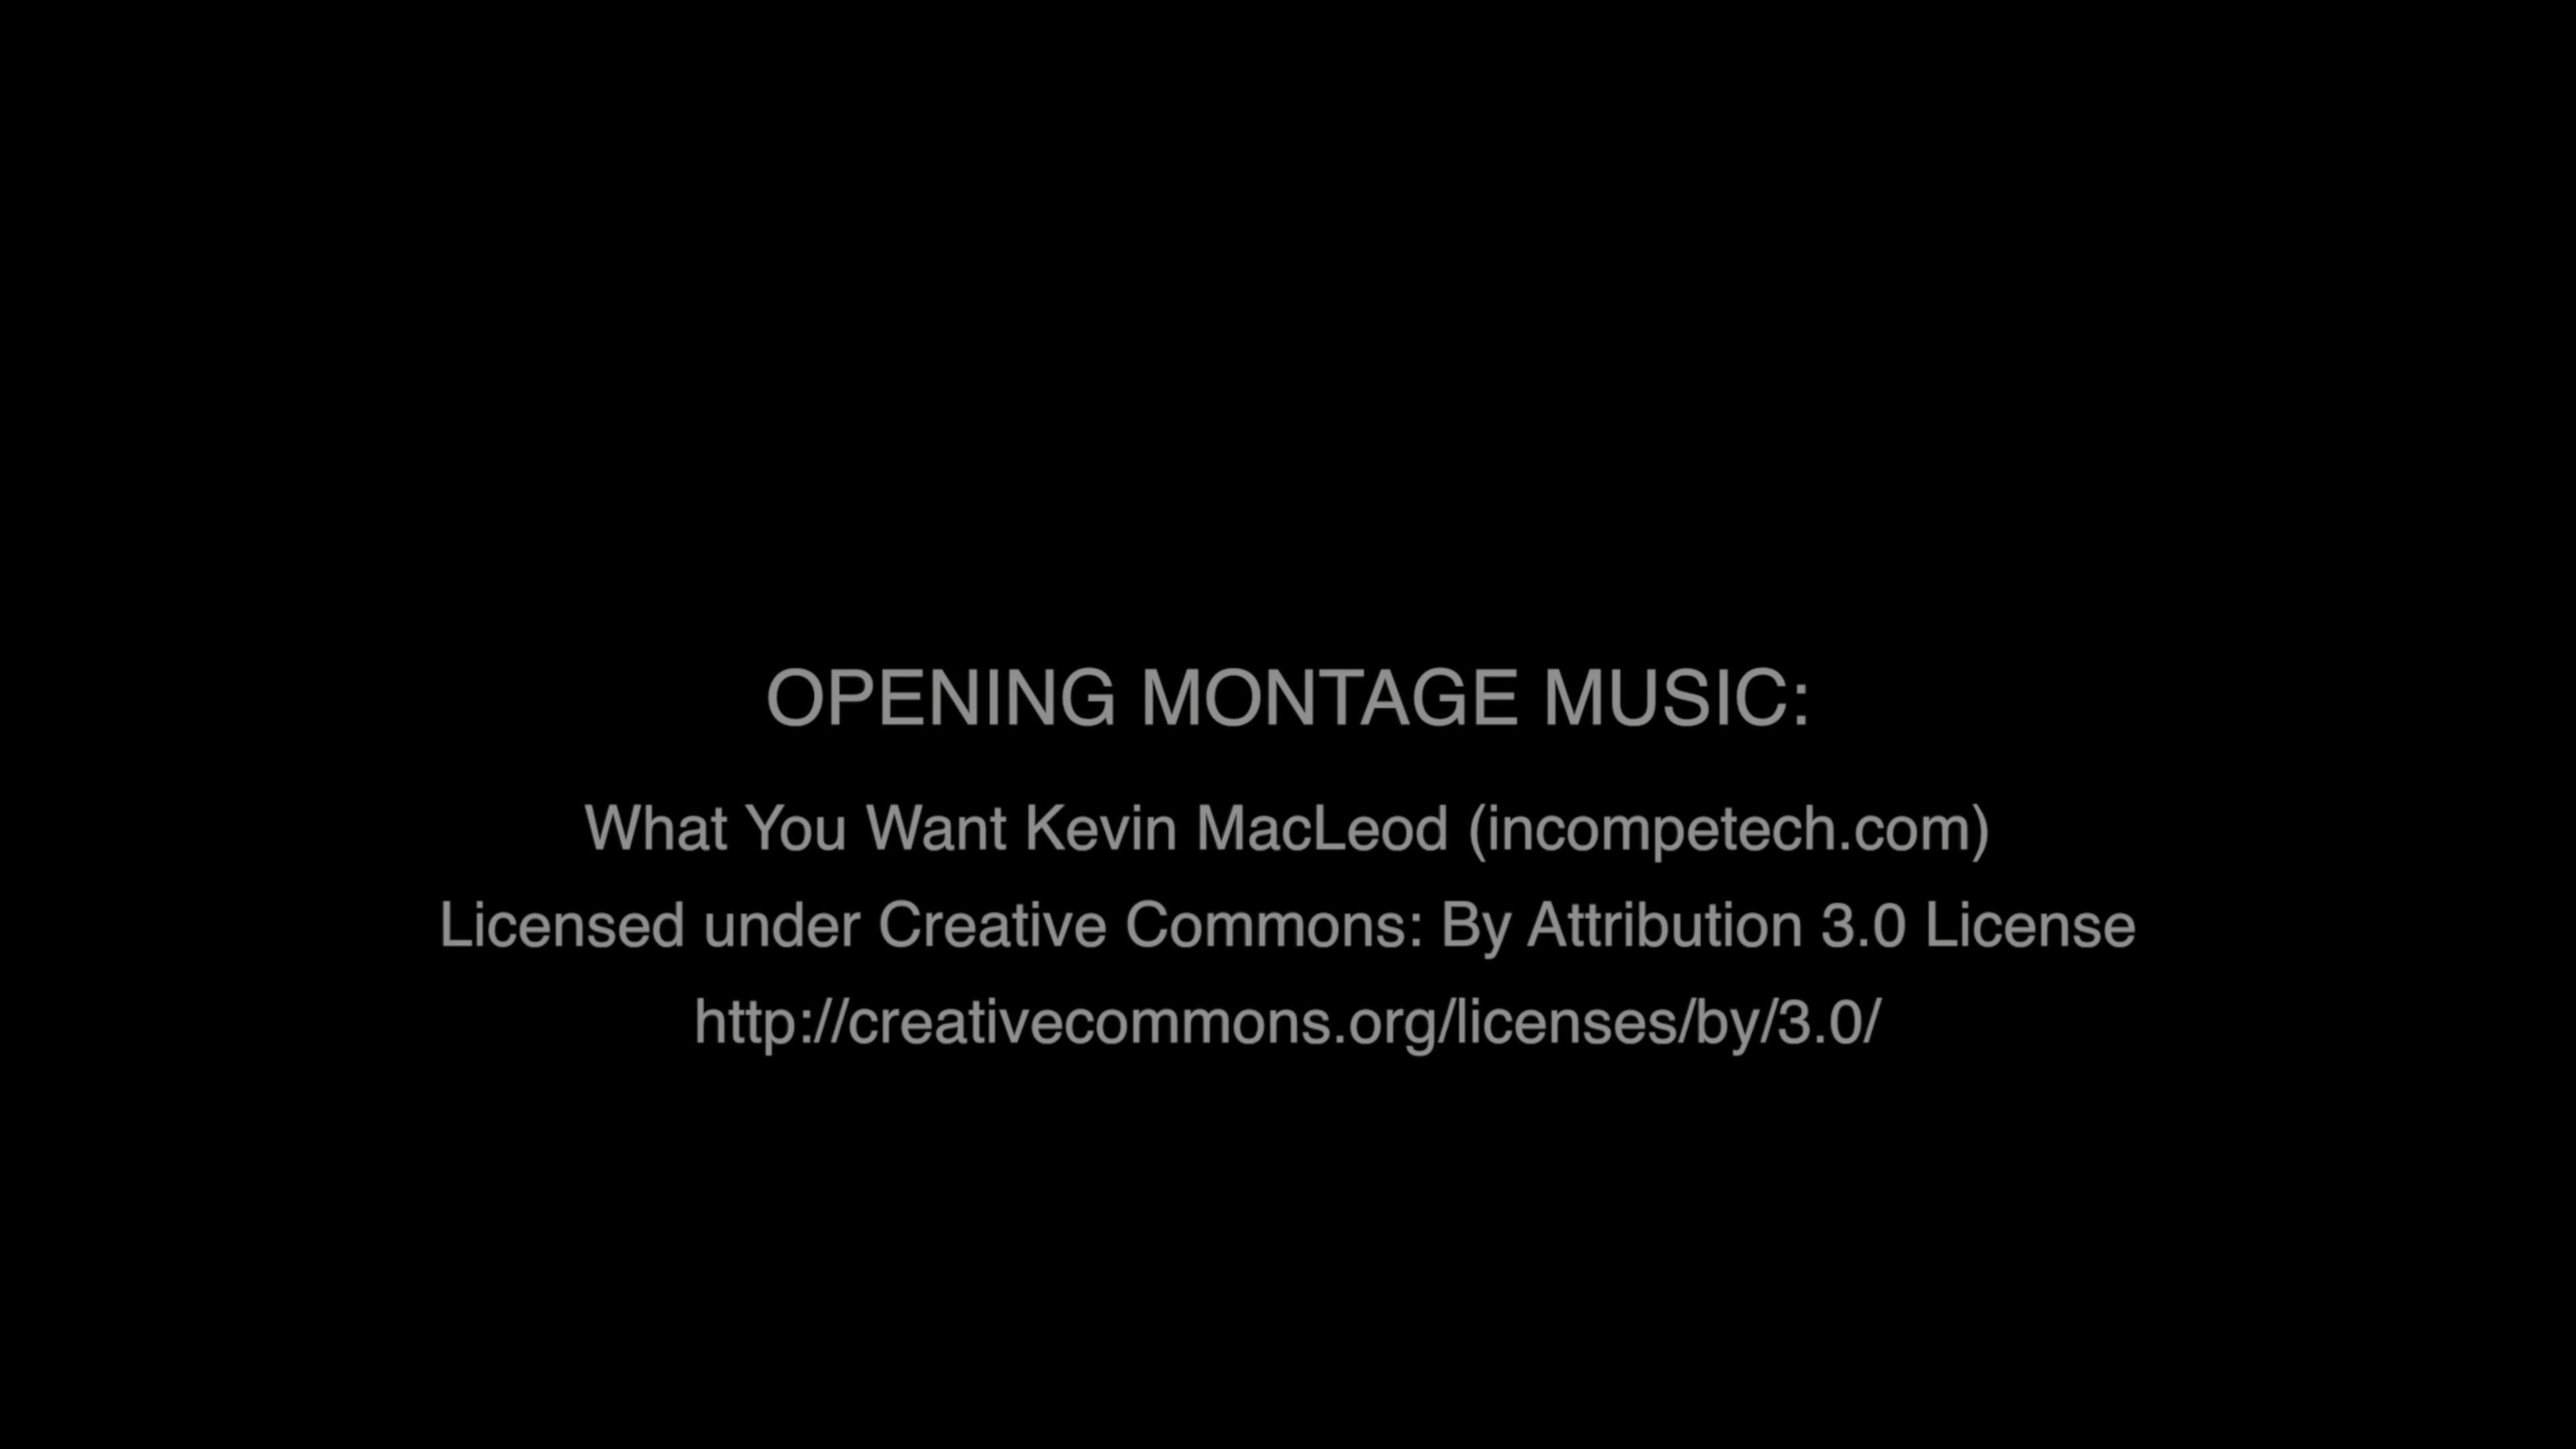 OPENING MONTAGE MUSIC:
What You Want Kevin MacLeod (incompetech.com)
Licensed under Creative Commons: By Attribution 3.0 License
http://creativecommons.org/licenses/by/3.0/